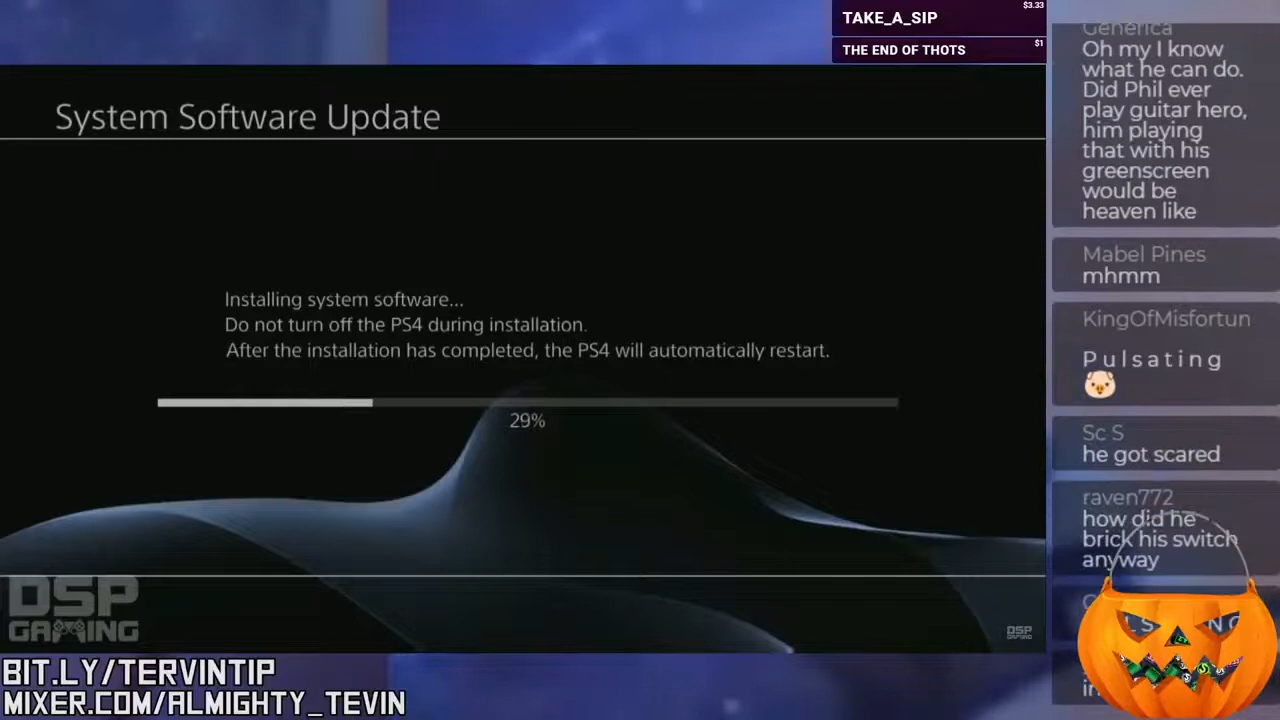 TAKE_A_SIP
$3.33
THE END OF THOTS
$1
System Software Update
Installing system software...
Do not turn off the PS4 during installation.
After the installation has completed, the PS4 will automatically restart.
29%
DSP
GAMING
DSP
GAMING
BIT.LY/TERVINTIP
MIXER.COM/ALMIGHTY_TEVIN
Generica
Oh my I know
what he can do.
Did Phil ever
play guitar hero,
him playing
that with his
greenscreen
would be
heaven like
Mabel Pines
mhmm
KingOfMisfortun
P u l s a t i n g
Sc S
he got scared
raven772
how did he
brick his switch
anyway